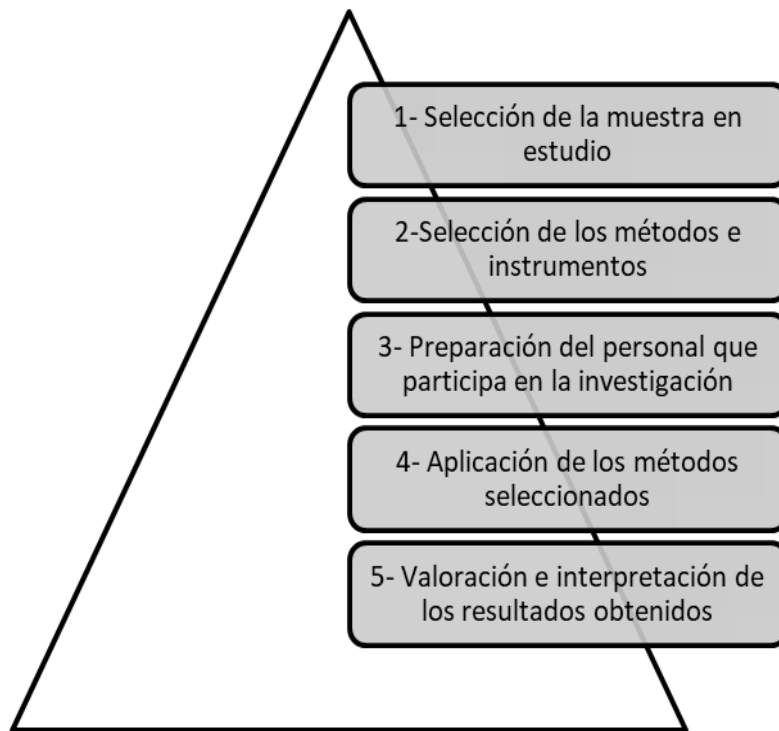 1- Selección de la muestra en
estudio
2-Selección de los métodos e
instrumentos
3- Preparación del personal que
participa en la investigación
4- Aplicación de los métodos
seleccionados
5- Valoración e interpretación de
los resultados obtenidos